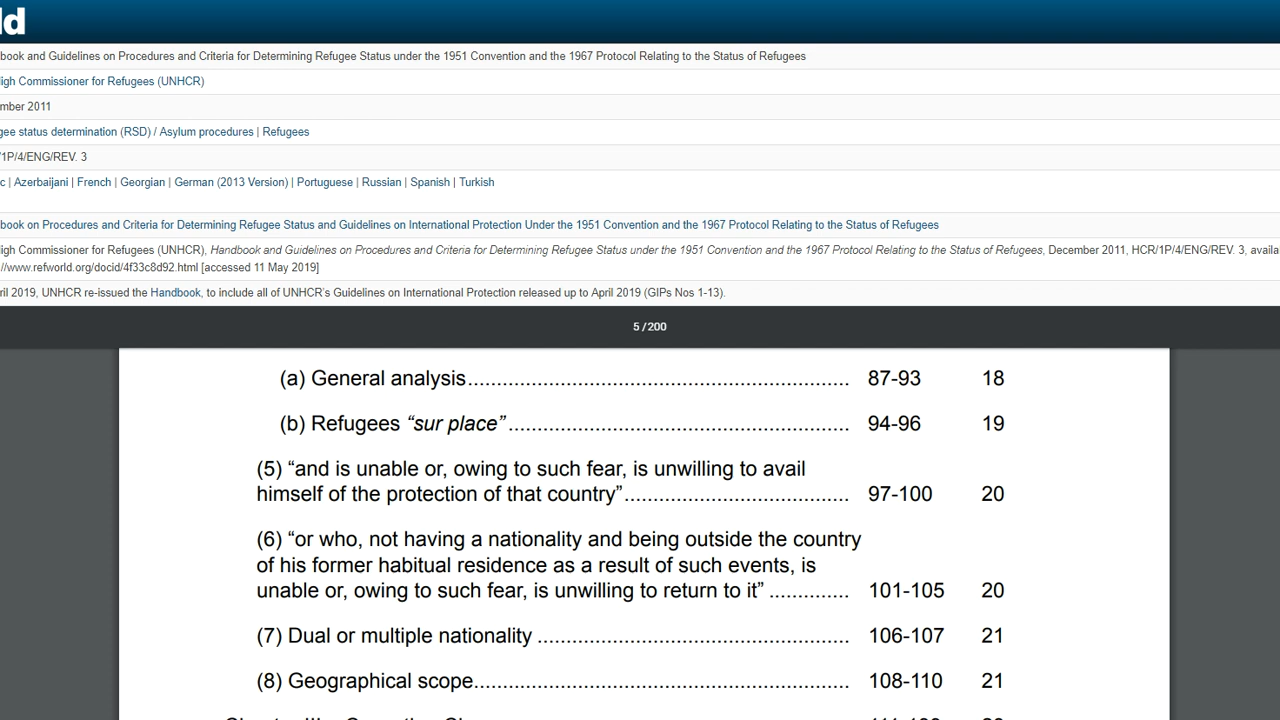 ld
book and Guidelines on Procedures and Criteria for Determining Refugee Status under the 1951 Convention and the 1967 Protocol Relating to the Status of Refugees
igh Commissioner for Refugees (UNHCR)
mber 2011
gee status determination (RSD) / Asylum procedures | Refugees
/1P/4/ENG/REV. 3
c | Azerbaijani | French | Georgian | German (2013 Version) | Portuguese | Russian | Spanish | Turkish
book on Procedures and Criteria for Determining Refugee Status and Guidelines on International Protection Under the 1951 Convention and the 1967 Protocol Relating to the Status of Refugees
igh Commissioner for Refugees (UNHCR), Handbook and Guidelines on Procedures and Criteria for Determining Refugee Status under the 1951 Convention and the 1967 Protocol Relating to the Status of Refugees, December 2011, HCR/1P/4/ENG/REV. 3, availa
//www.refworld.org/docid/4f33c8d92.html [accessed 11 May 2019]
ril 2019, UNHCR re-issued the Handbook, to include all of UNHCR's Guidelines on International Protection released up to April 2019 (GIPs Nos 1-13).
5 / 200
(a) General analysis.................................................................. 87-93 18
(b) Refugees “sur place”........................................................... 94-96 19
(5) “and is unable or, owing to such fear, is unwilling to avail
himself of the protection of that country”....................................... 97-100 20
(6) “or who, not having a nationality and being outside the country
of his former habitual residence as a result of such events, is
unable or, owing to such fear, is unwilling to return to it” .............. 101-105 20
(7) Dual or multiple nationality ...................................................... 106-107 21
(8) Geographical scope................................................................. 108-110 21